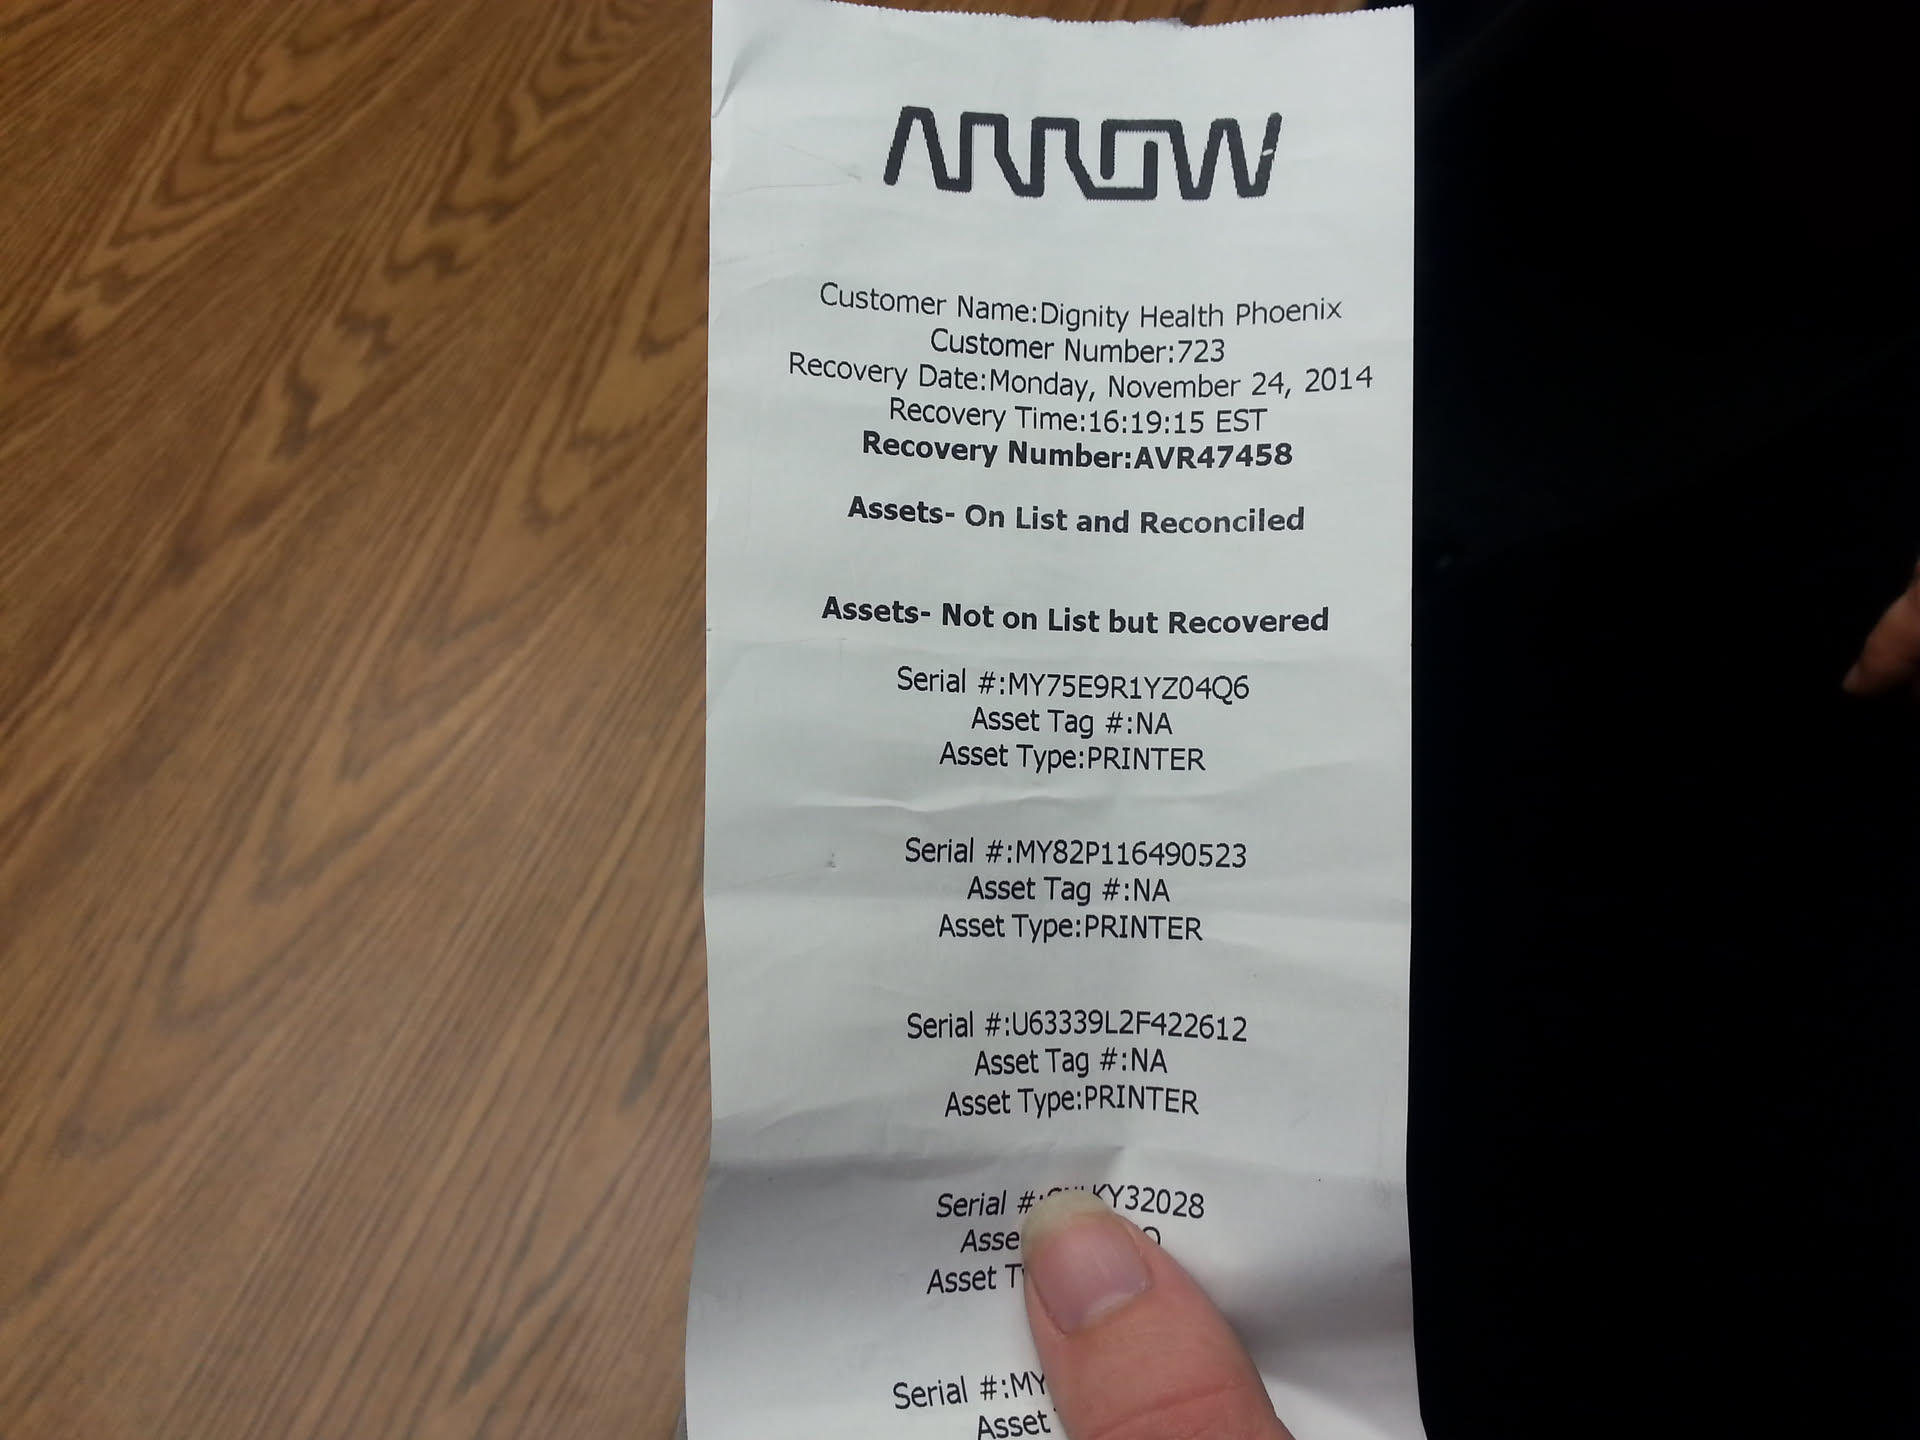 ARROW
Customer Name:Dignity Health Phoenix
Customer Number:723
Recovery Date:Monday, November 24, 2014
Recovery Time:16:19:15 EST
Recovery Number:AVR47458
Assets- On List and Reconciled
Assets- Not on List but Recovered
Serial #:MY75E9R1YZ04Q6
Asset Tag #:NA
Asset Type:PRINTER
Serial #:MY82P116490523
Asset Tag #:NA
Asset Type:PRINTER
Serial #:U63339L2F422612
Asset Tag #:NA
Asset Type:PRINTER
Serial
Asset
Serial
Asset